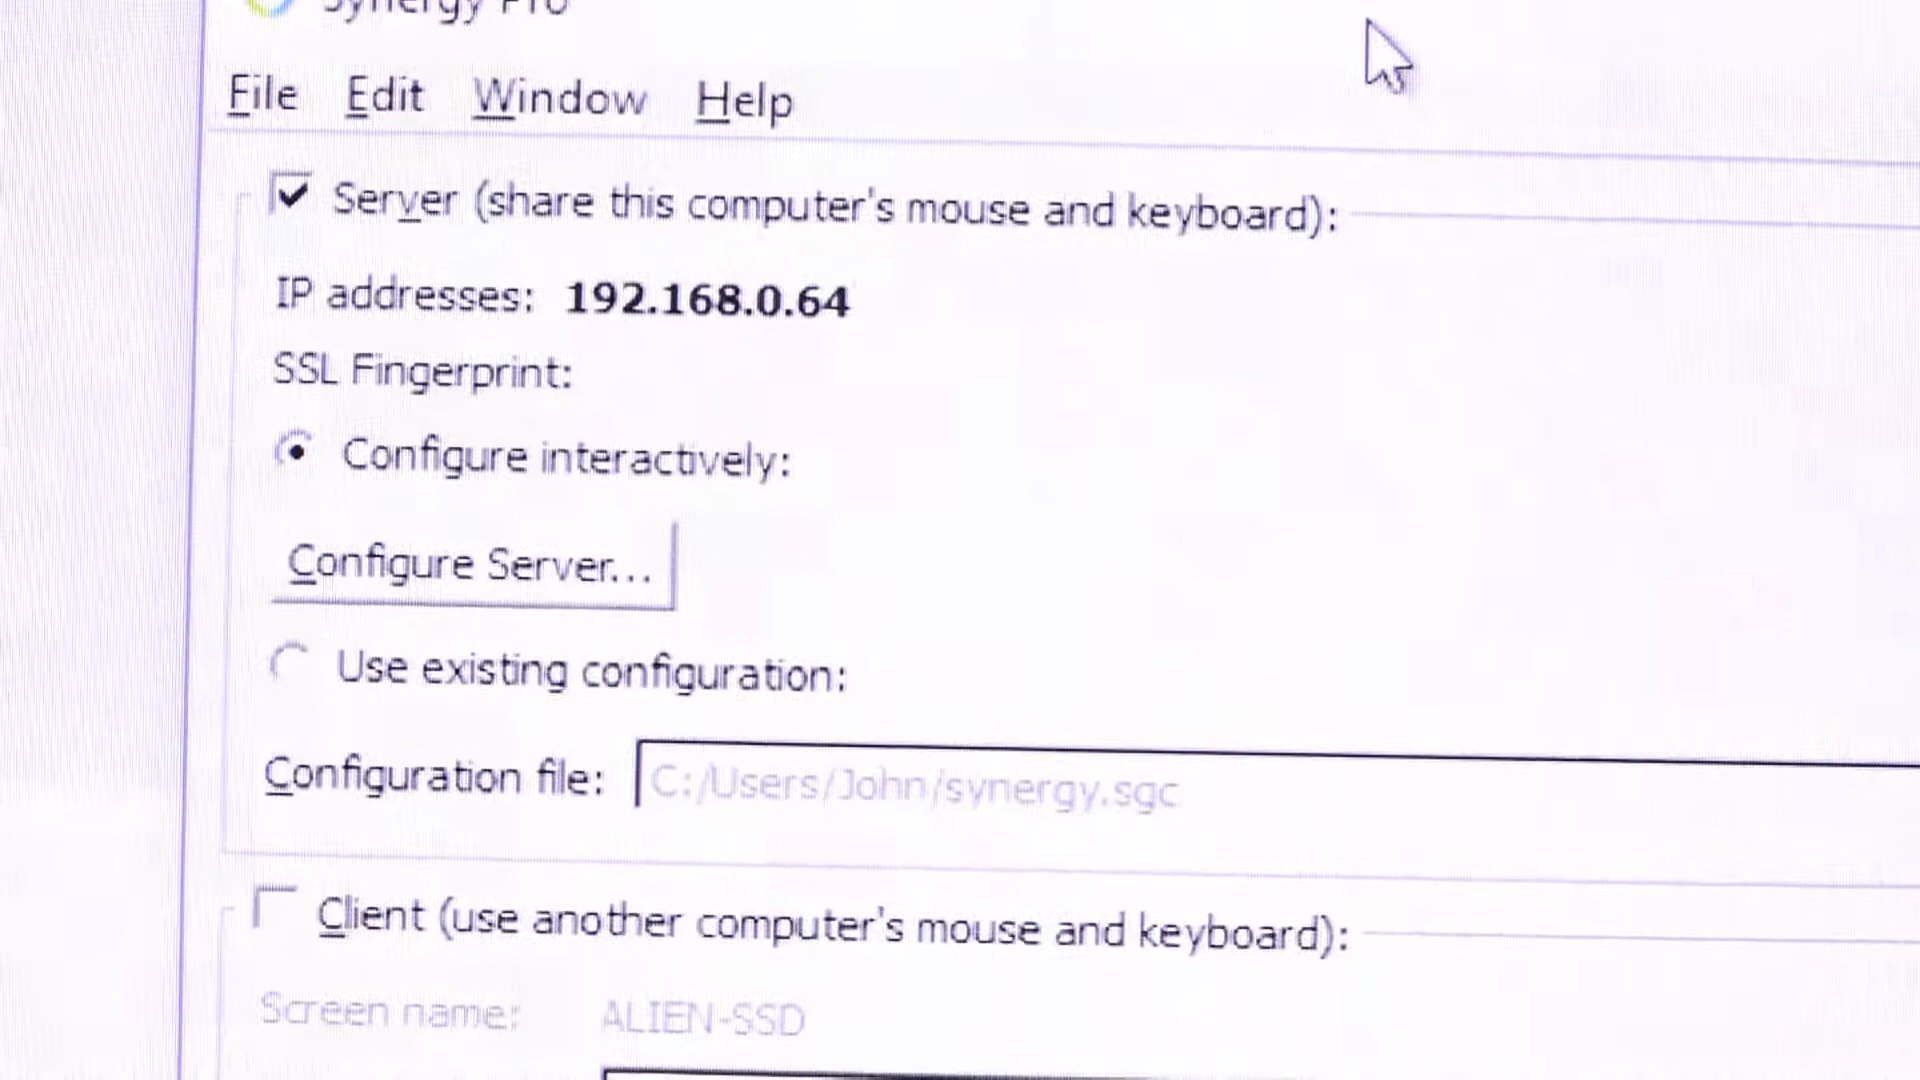 Synergy Pro
File Edit Window Help
Server (share this computer's mouse and keyboard):
IP addresses: 192.168.0.64
SSL Fingerprint:
Configure interactively:
Configure Server...
Use existing configuration:
Configuration file: C:/Users/John/synergy.sgc
Client (use another computer's mouse and keyboard):
Screen name: ALIEN-SSD